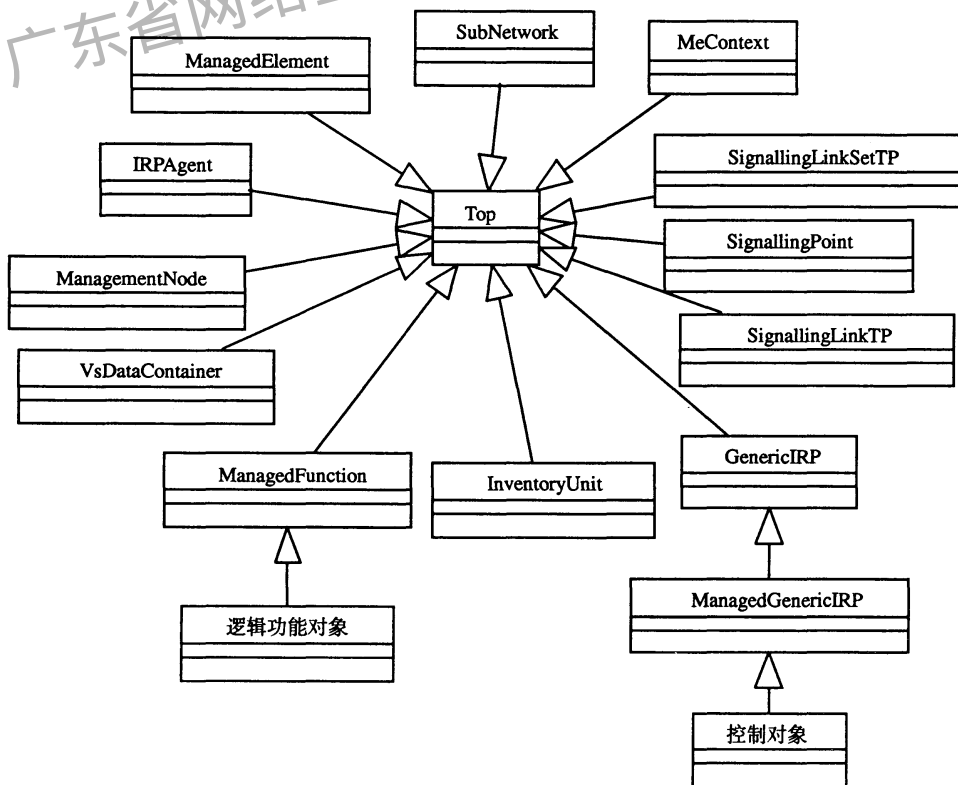 广东省网络
SubNetwork
MeContext
ManagedElement
IRPAgent
SignallingLinkSetTP
Top
SignallingPoint
ManagementNode
SignallingLinkTP
VsDataContainer
ManagedFunction
InventoryUnit
GenericIRP
ManagedGenericIRP
逻辑功能对象
控制对象